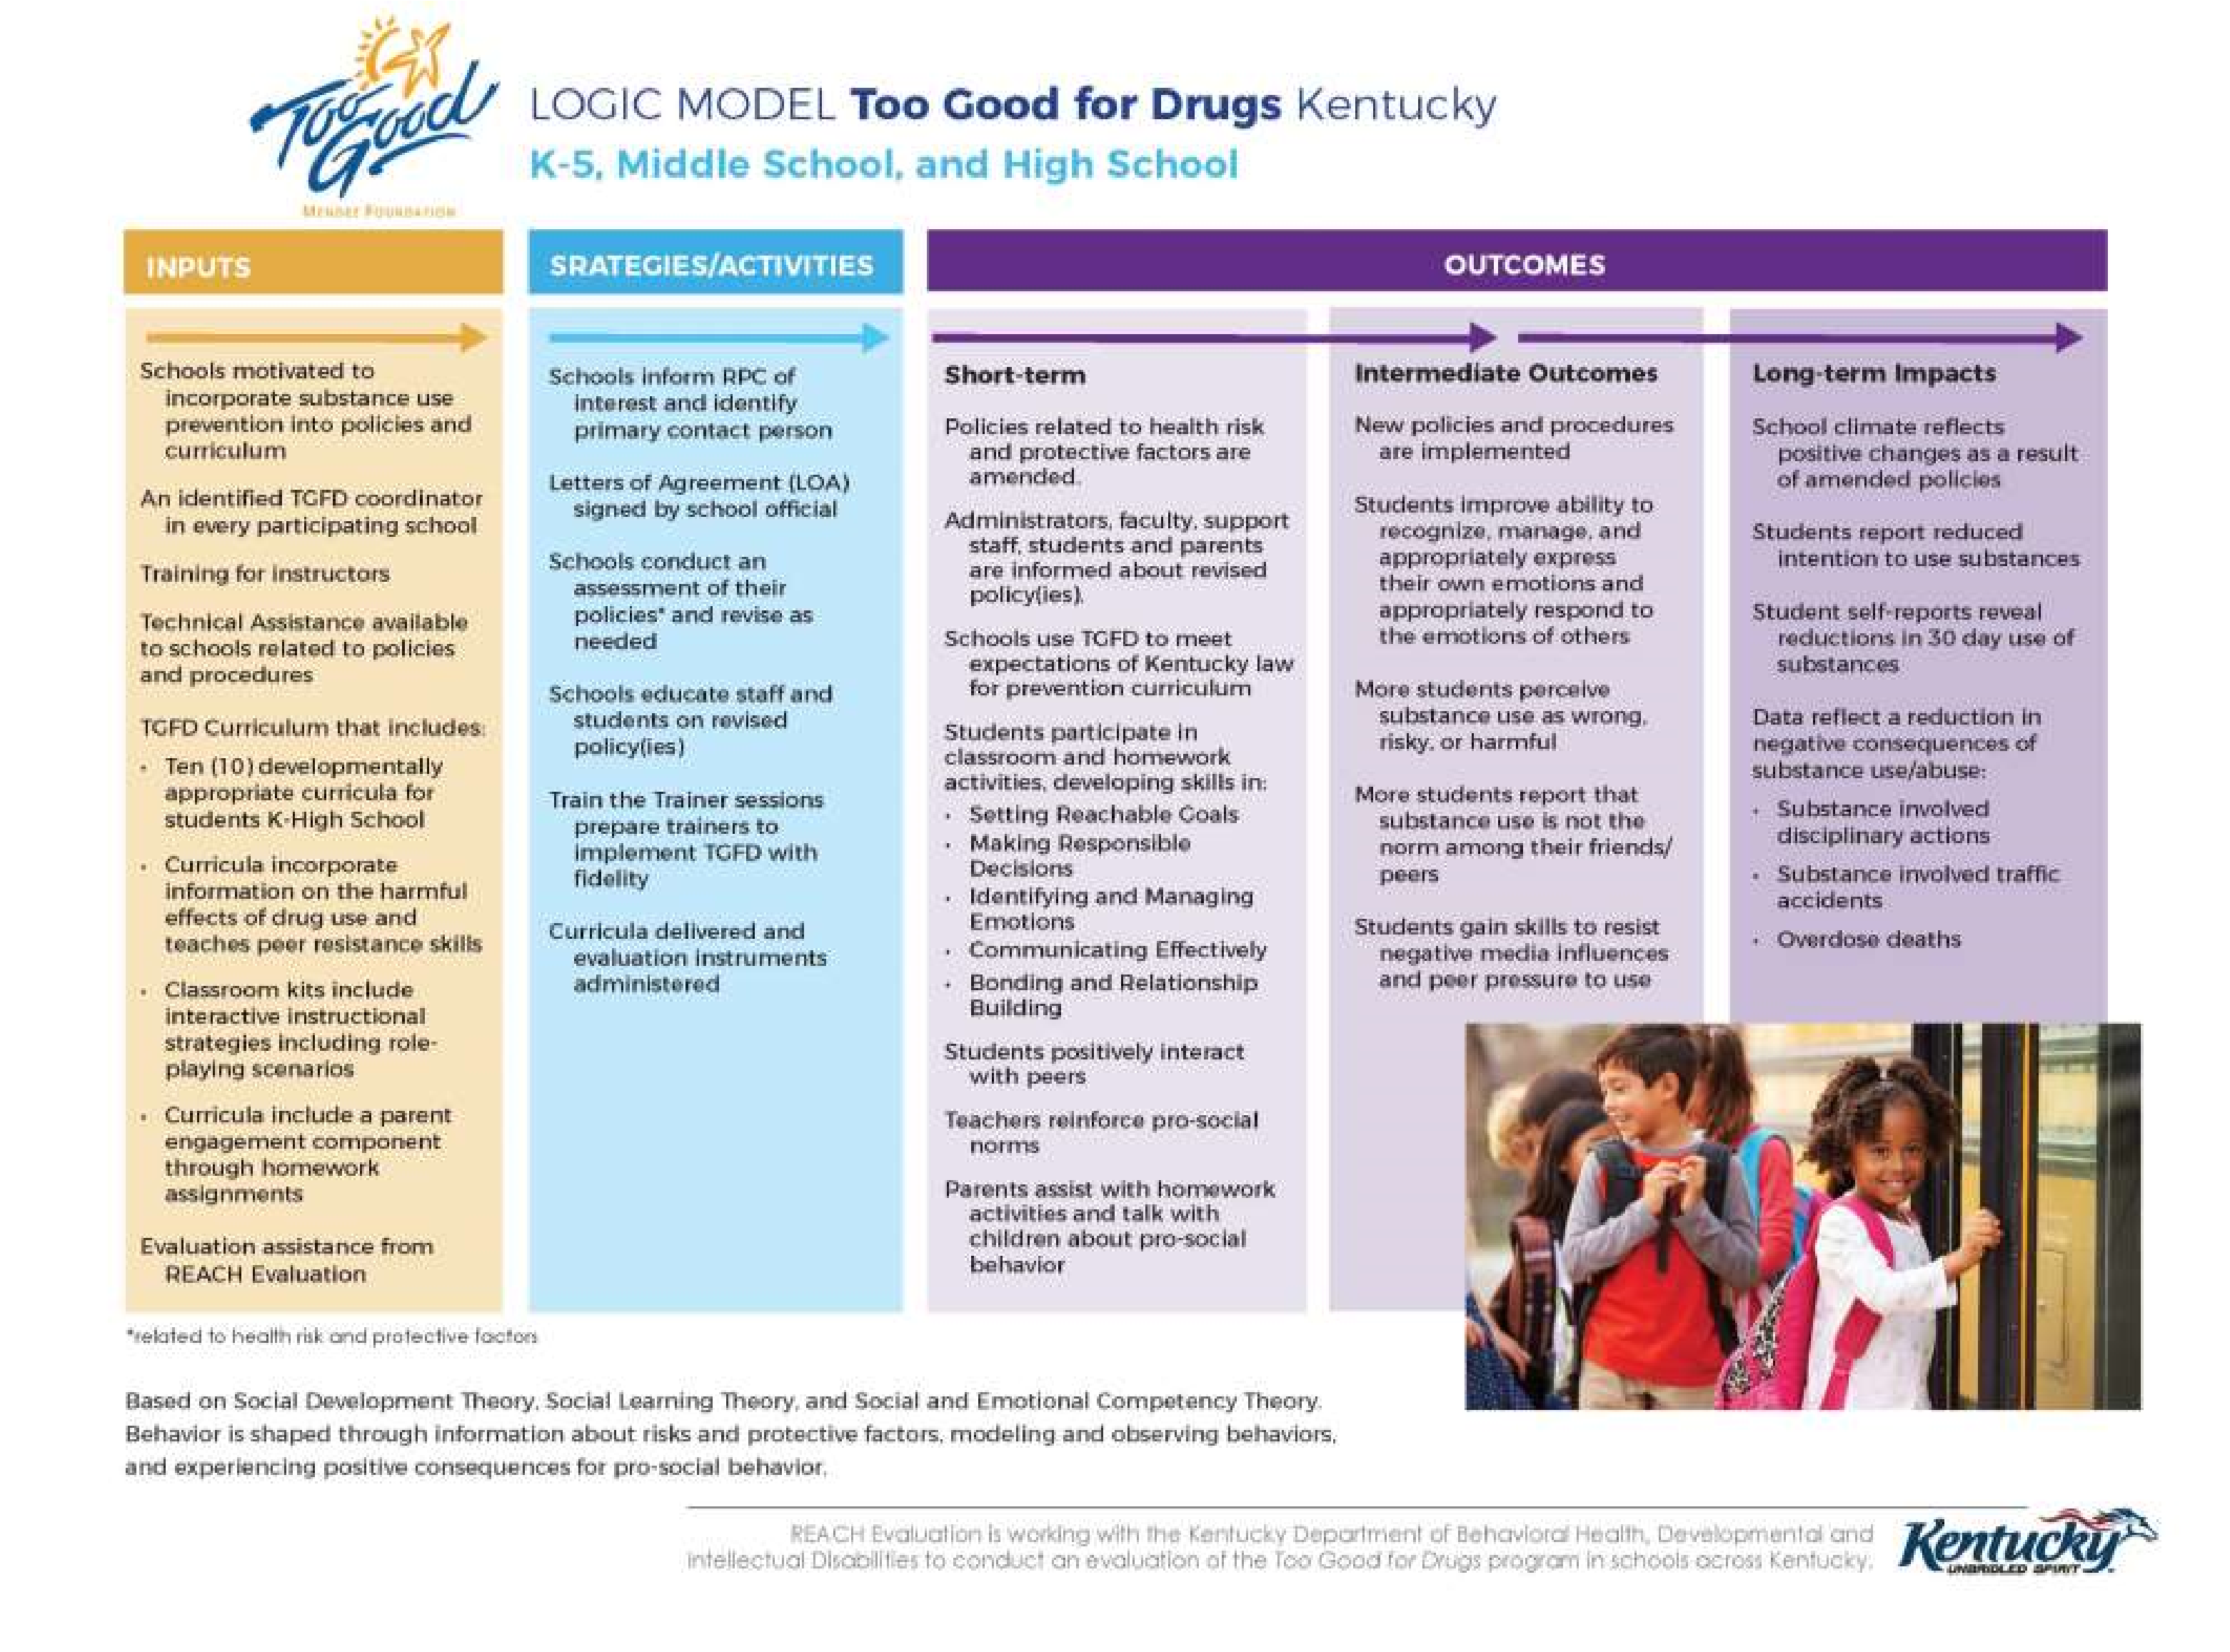 Too Good
MENDEZ FOUNDATION
LOGIC MODEL Too Good for Drugs Kentucky
K-5, Middle School, and High School
INPUTS
Schools motivated to
incorporate substance use
prevention into policies and
curriculum
An identified TGFD coordinator
in every participating school
Training for instructors
Technical Assistance available
to schools related to policies
and procedures
TGFD Curriculum that includes:
• Ten (10) developmentally
appropriate curricula for
students K-High School
• Curricula incorporate
information on the harmful
effects of drug use and
teaches peer resistance skills
• Classroom kits include
interactive instructional
strategies including role-
playing scenarios
• Curricula include a parent
engagement component
through homework
assignments
Evaluation assistance from
REACH Evaluation
SRATEGIES/ACTIVITIES
Schools inform RPC of
interest and identify
primary contact person
Letters of Agreement (LOA)
signed by school official
Schools conduct an
assessment of their
policies* and revise as
needed
Schools educate staff and
students on revised
policy(ies)
Train the Trainer sessions
prepare trainers to
implement TGFD with
fidelity
Curricula delivered and
evaluation instruments
administered
OUTCOMES
Short-term
Policies related to health risk
and protective factors are
amended.
Administrators, faculty, support
staff, students and parents
are informed about revised
policy(ies).
Schools use TGFD to meet
expectations of Kentucky law
for prevention curriculum
Students participate in
classroom and homework
activities, developing skills in:
• Setting Reachable Goals
• Making Responsible
Decisions
• Identifying and Managing
Emotions
• Communicating Effectively
• Bonding and Relationship
Building
Students positively interact
with peers
Teachers reinforce pro-social
norms
Parents assist with homework
activities and talk with
children about pro-social
behavior
Intermediate Outcomes
New policies and procedures
are implemented
Students improve ability to
recognize, manage, and
appropriately express
their own emotions and
appropriately respond to
the emotions of others
More students perceive
substance use as wrong,
risky, or harmful
More students report that
substance use is not the
norm among their friends/
peers
Students gain skills to resist
negative media influences
and peer pressure to use
Long-term Impacts
School climate reflects
positive changes as a result
of amended policies
Students report reduced
intention to use substances
Student self-reports reveal
reductions in 30 day use of
substances
Data reflect a reduction in
negative consequences of
substance use/abuse:
• Substance involved
disciplinary actions
• Substance involved traffic
accidents
• Overdose deaths
*related to health risk and protective factors
Based on Social Development Theory, Social Learning Theory, and Social and Emotional Competency Theory.
Behavior is shaped through information about risks and protective factors, modeling and observing behaviors,
and experiencing positive consequences for pro-social behavior.
REACH Evaluation is working with the Kentucky Department of Behavioral Health, Developmental and
Intellectual Disabilities to conduct an evaluation of the Too Good for Drugs program in schools across Kentucky.
Kentucky
UNBRIDLED SPIRIT